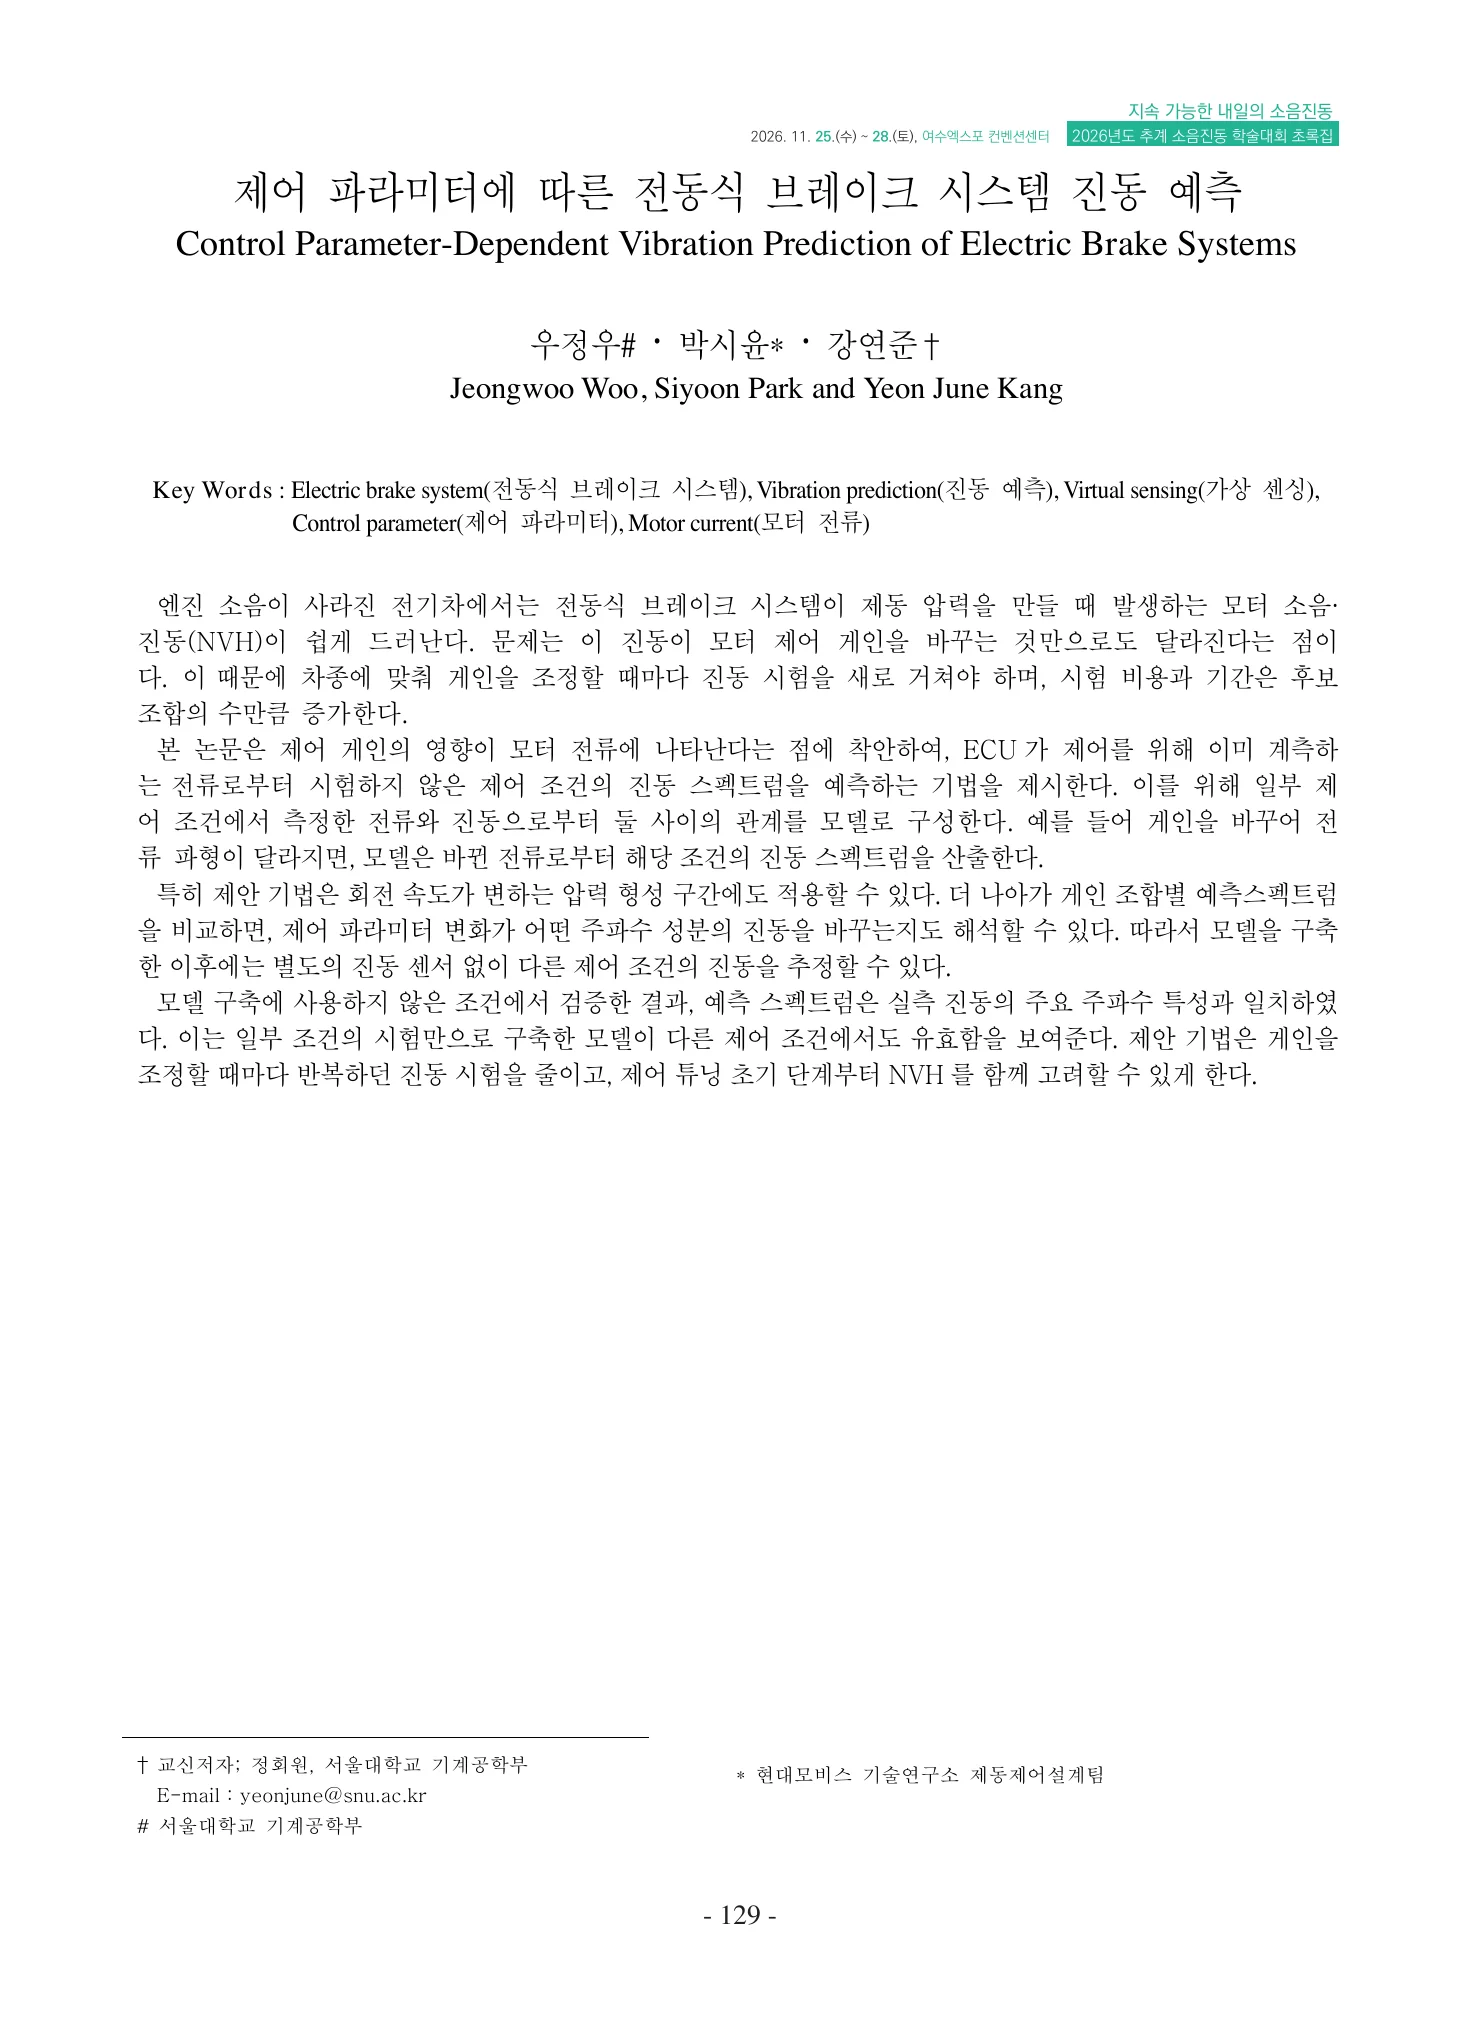 지속 가능한 내일의 소음진동
2026. 11. 25.(수) ~ 28.(토), 여수엑스포 컨벤션센터 2026년도 추계 소음진동 학술대회 초록집
제어 파라미터에 따른 전동식 브레이크 시스템 진동 예측
Control Parameter-Dependent Vibration Prediction of Electric Brake Systems
우정우# · 박시윤* · 강연준†
Jeongwoo Woo, Siyoon Park and Yeon June Kang
Key Words : Electric brake system(전동식 브레이크 시스템), Vibration prediction(진동 예측), Virtual sensing(가상 센싱),
Control parameter(제어 파라미터), Motor current(모터 전류)
엔진 소음이 사라진 전기차에서는 전동식 브레이크 시스템이 제동 압력을 만들 때 발생하는 모터 소음·
진동(NVH)이 쉽게 드러난다. 문제는 이 진동이 모터 제어 게인을 바꾸는 것만으로도 달라진다는 점이
다. 이 때문에 차종에 맞춰 게인을 조정할 때마다 진동 시험을 새로 거쳐야 하며, 시험 비용과 기간은 후보
조합의 수만큼 증가한다.
본 논문은 제어 게인의 영향이 모터 전류에 나타난다는 점에 착안하여, ECU가 제어를 위해 이미 계측하
는 전류로부터 시험하지 않은 제어 조건의 진동 스펙트럼을 예측하는 기법을 제시한다. 이를 위해 일부 제
어 조건에서 측정한 전류와 진동으로부터 둘 사이의 관계를 모델로 구성한다. 예를 들어 게인을 바꾸어 전
류 파형이 달라지면, 모델은 바뀐 전류로부터 해당 조건의 진동 스펙트럼을 산출한다.
특히 제안 기법은 회전 속도가 변하는 압력 형성 구간에도 적용할 수 있다. 더 나아가 게인 조합별 예측스펙트럼
을 비교하면, 제어 파라미터 변화가 어떤 주파수 성분의 진동을 바꾸는지도 해석할 수 있다. 따라서 모델을 구축
한 이후에는 별도의 진동 센서 없이 다른 제어 조건의 진동을 추정할 수 있다.
모델 구축에 사용하지 않은 조건에서 검증한 결과, 예측 스펙트럼은 실측 진동의 주요 주파수 특성과 일치하였
다. 이는 일부 조건의 시험만으로 구축한 모델이 다른 제어 조건에서도 유효함을 보여준다. 제안 기법은 게인을
조정할 때마다 반복하던 진동 시험을 줄이고, 제어 튜닝 초기 단계부터 NVH를 함께 고려할 수 있게 한다.
† 교신저자; 정회원, 서울대학교 기계공학부
E-mail : yeonjune@snu.ac.kr
# 서울대학교 기계공학부
* 현대모비스 기술연구소 제동제어설계팀
- 129 -